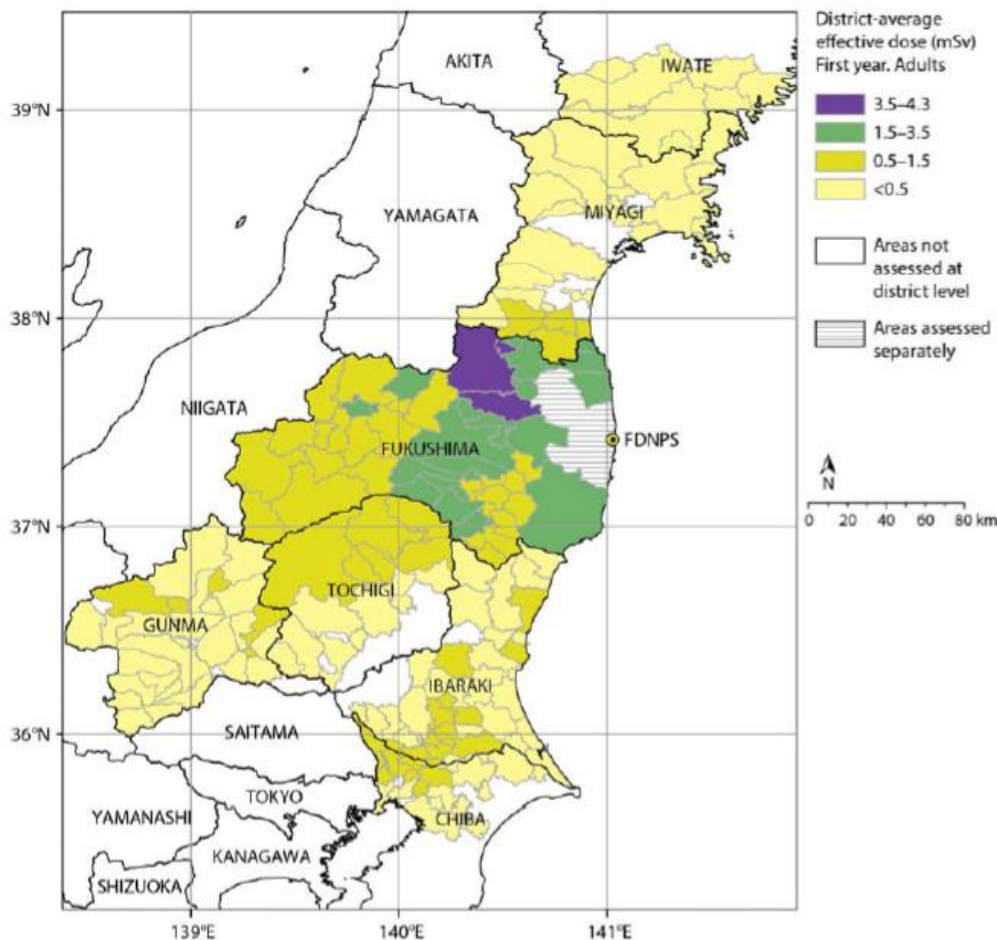 District-average
effective dose (mSv)
First year. Adults
3.5–4.3
1.5–3.5
0.5–1.5
<0.5
Areas not
assessed at
district level
Areas assessed
separately
N
0 20 40 60 80 km
39°N
38°N
37°N
36°N
139°E
140°E
141°E
AKITA
IWATE
YAMAGATA
MIYAGI
NIIGATA
FUKUSHIMA
FDNPS
TOCHIGI
GUNMA
IBARAKI
SAITAMA
TOKYO
CHIBA
YAMANASHI
KANAGAWA
SHIZUOKA